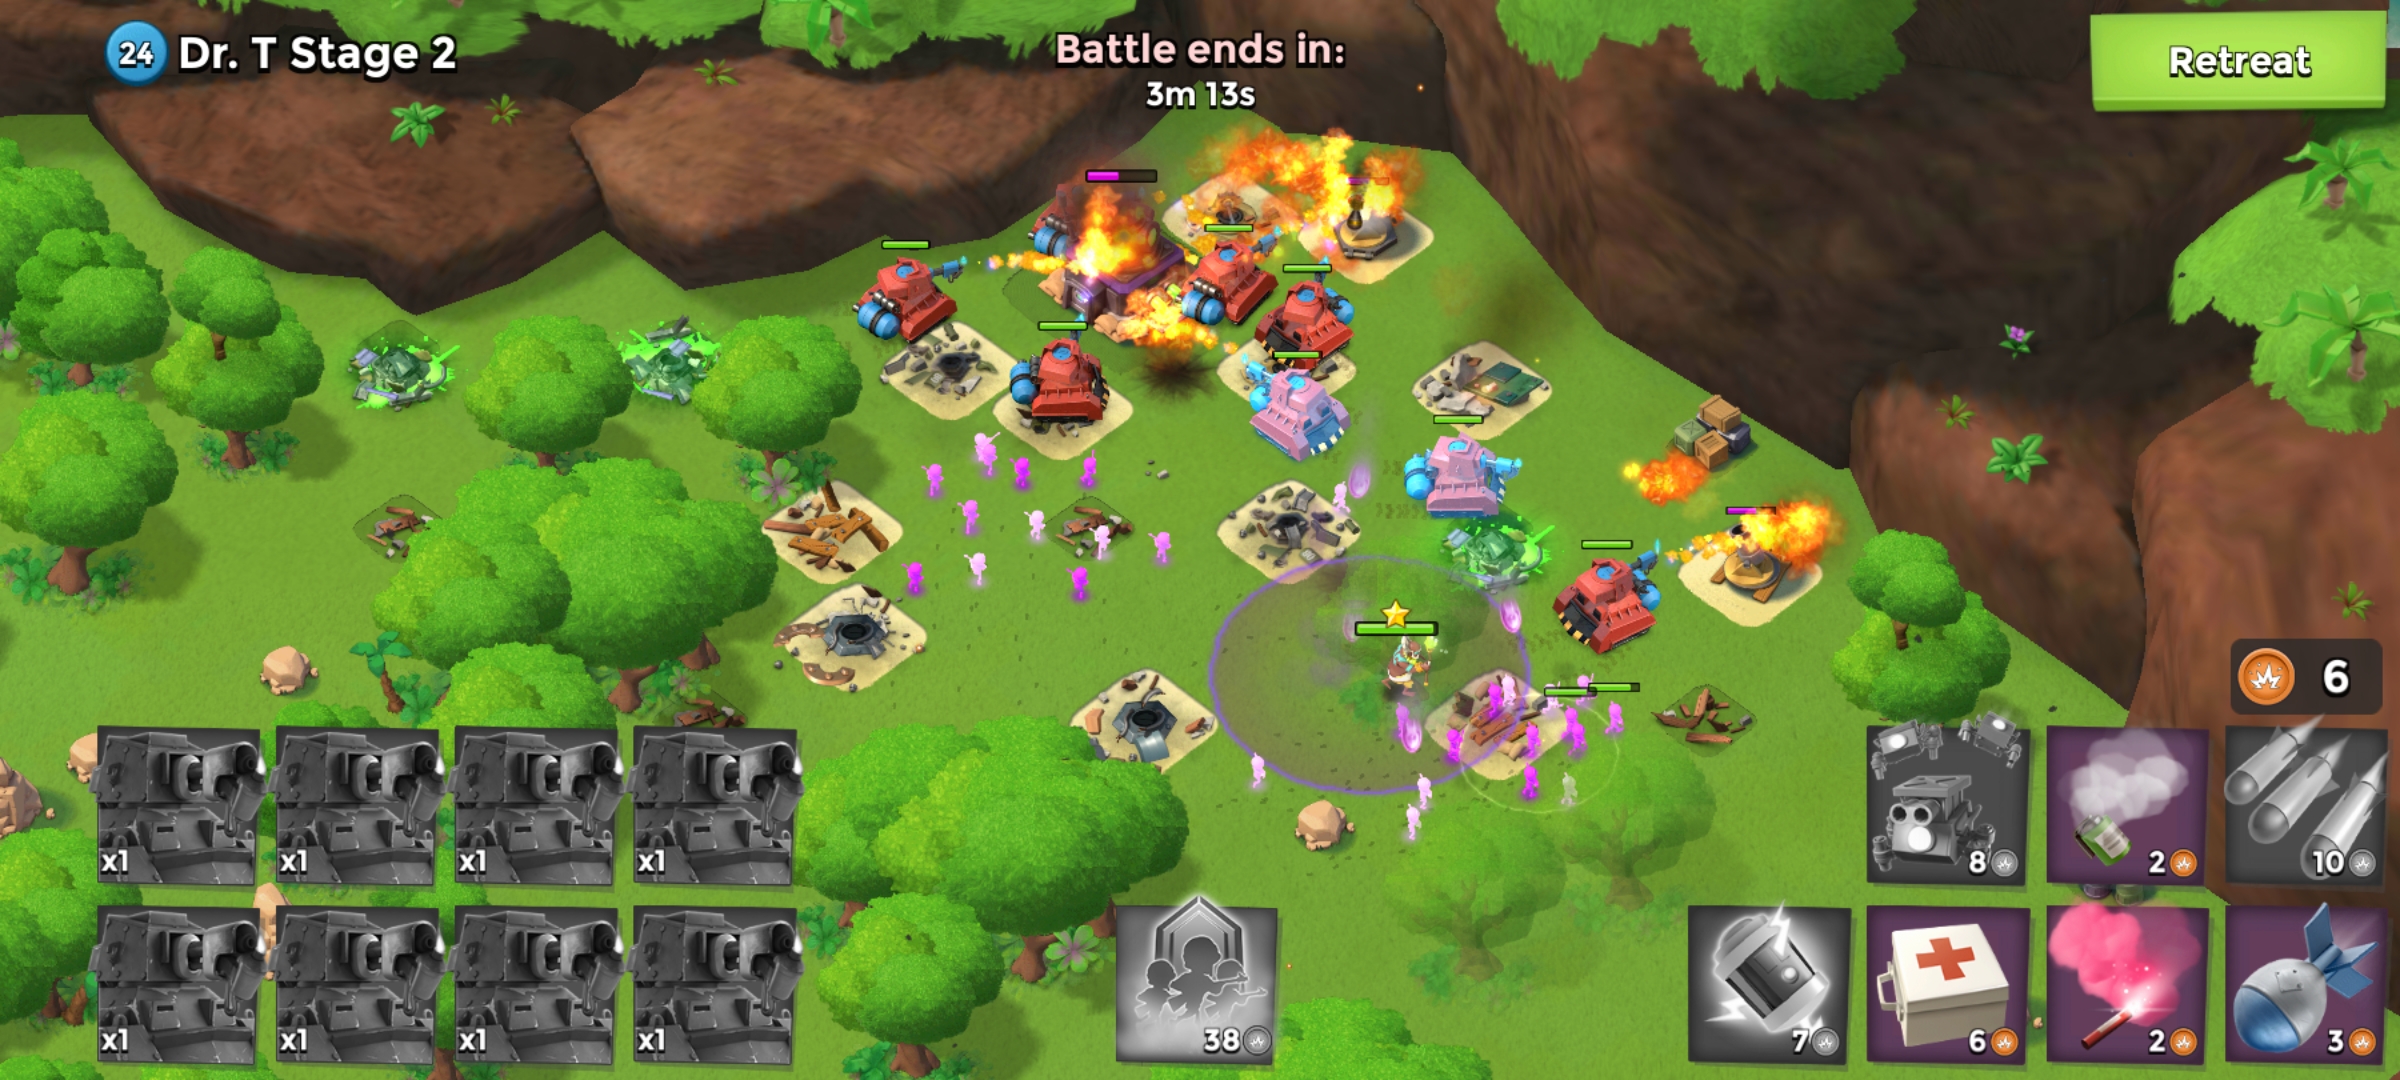 24 Dr. T Stage 2
Battle ends in:
3m 13s
Retreat
6
x1 x1 x1 x1
8 2 10
x1 x1 x1 x1
38 7 6 2 3